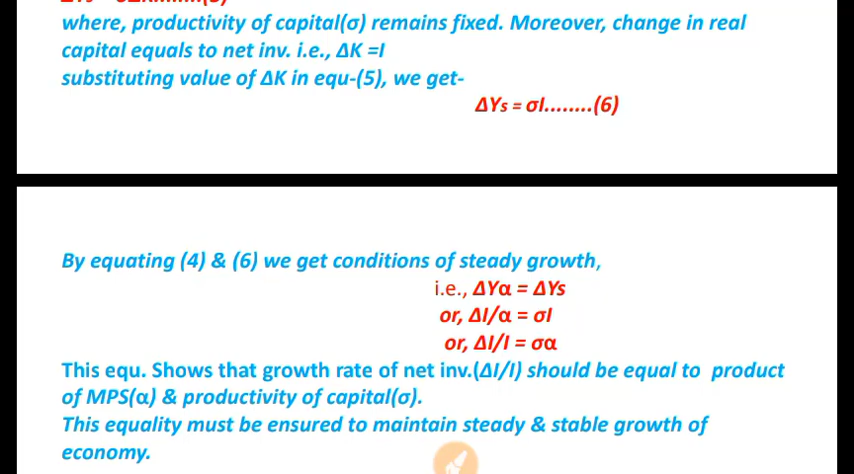 where, productivity of capital(σ) remains fixed. Moreover, change in real
capital equals to net inv. i.e., ΔK =I
substituting value of ΔK in equ-(5), we get-
ΔYs = σI........(6)
By equating (4) & (6) we get conditions of steady growth,
i.e., ΔYα = ΔYs
or, ΔI/α = σI
or, ΔI/I = σα
This equ. Shows that growth rate of net inv.(ΔI/I) should be equal to product
of MPS(α) & productivity of capital(σ).
This equality must be ensured to maintain steady & stable growth of
economy.